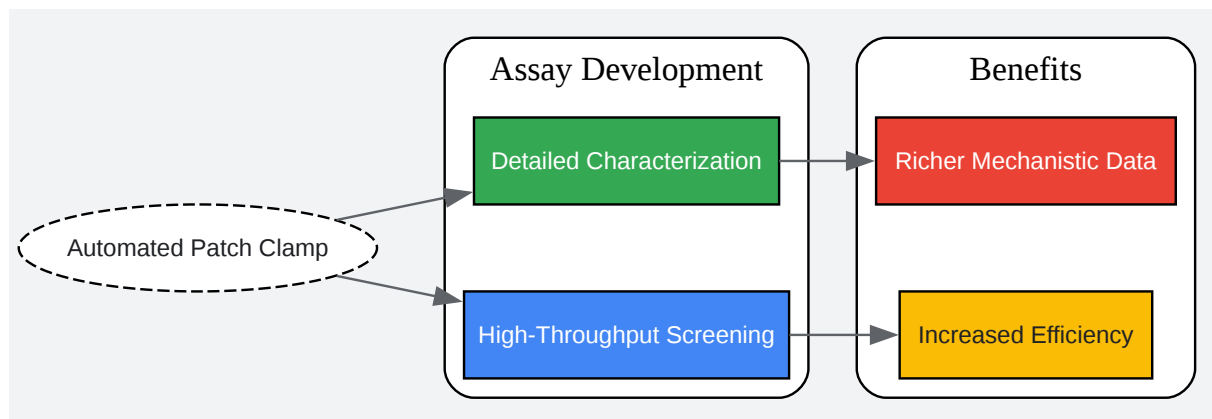 Assay Development
Benefits
Detailed Characterization
Richer Mechanistic Data
Automated Patch Clamp
High-Throughput Screening
Increased Efficiency